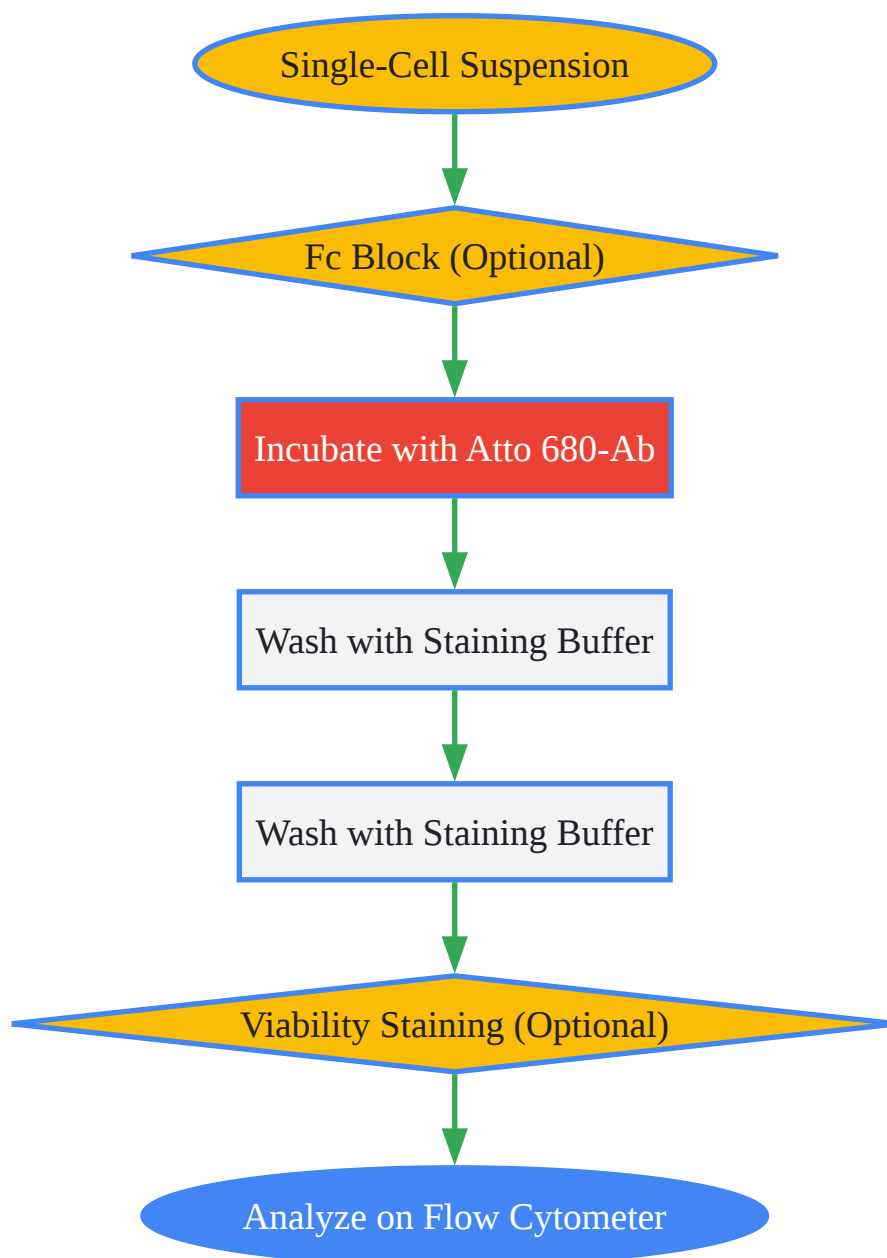 Single-Cell Suspension
Fc Block (Optional)
Incubate with Atto 680-Ab
Wash with Staining Buffer
Wash with Staining Buffer
Viability Staining (Optional)
Analyze on Flow Cytometer